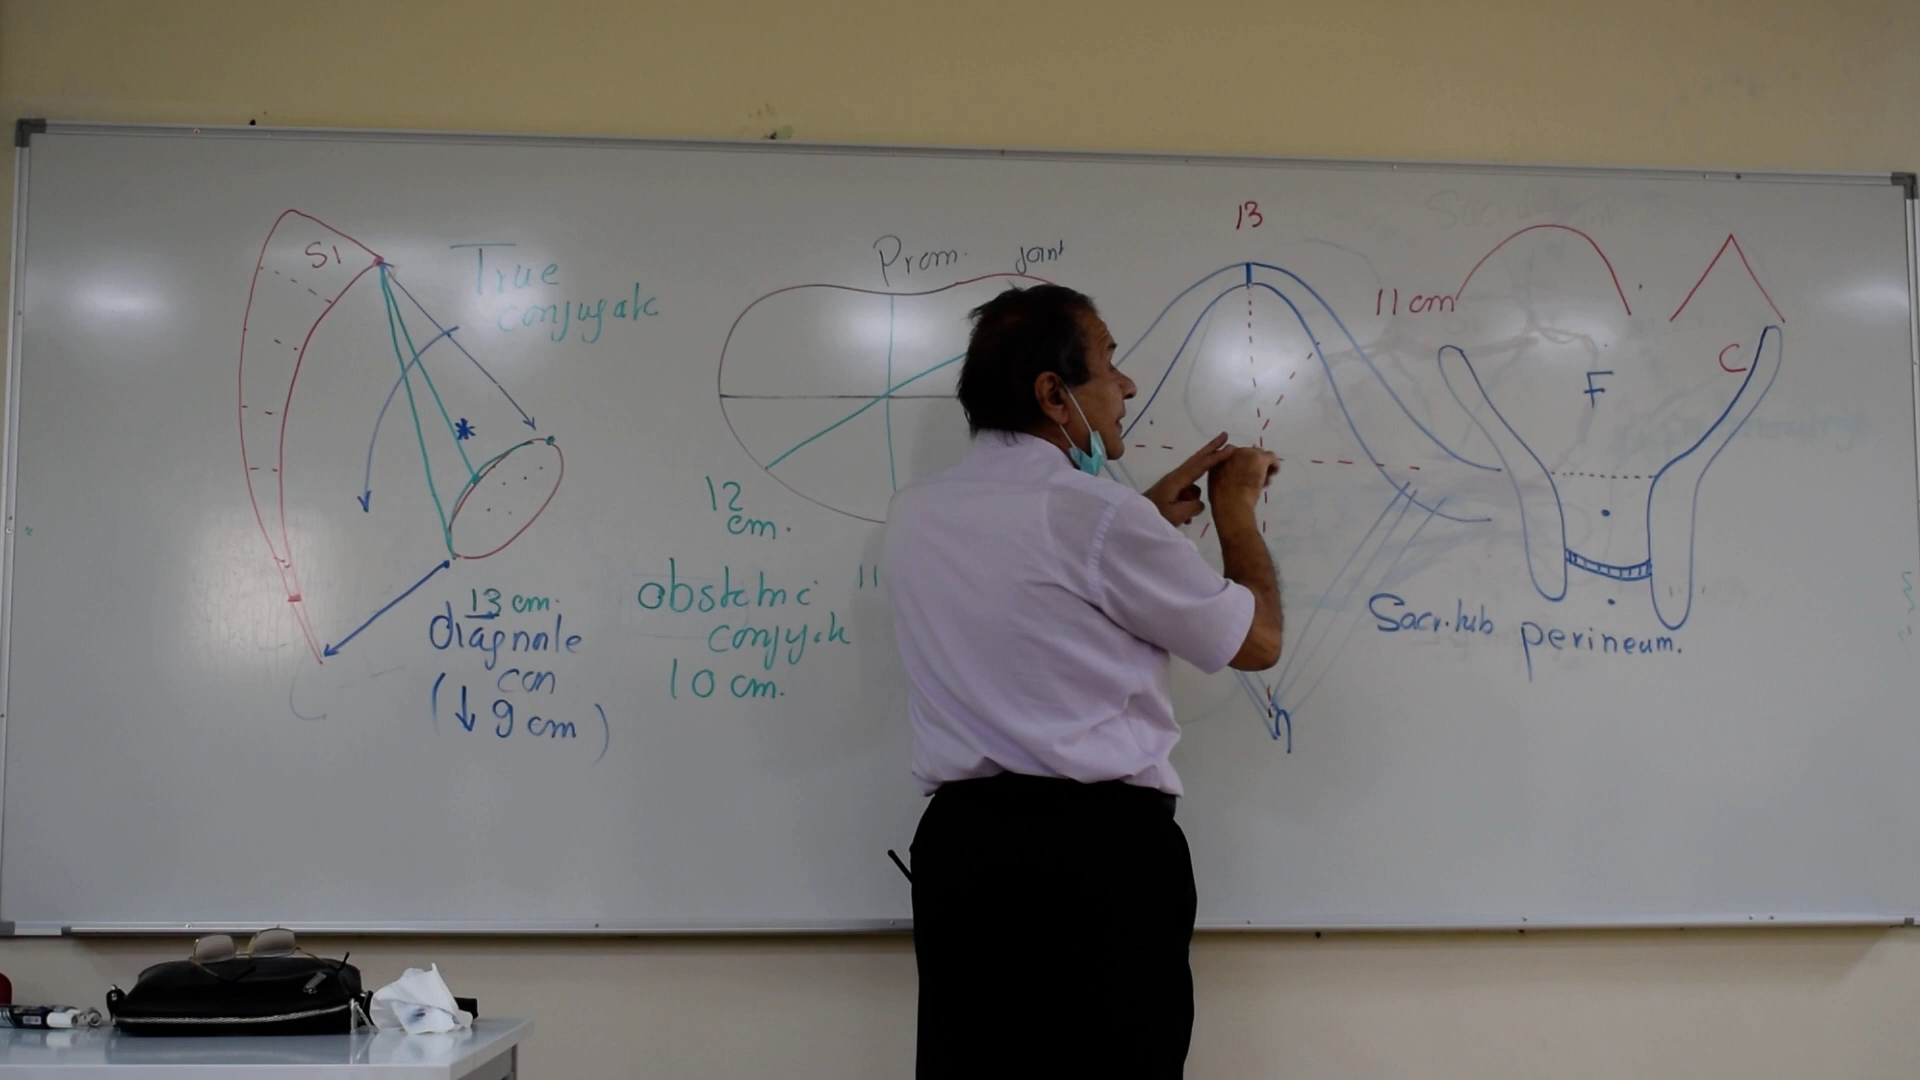 S1
True
conjugate
13 cm.
diagnale
con
(↓ 9 cm)
Prom. joint
12
cm.
obstetric 11
conjugate
10 cm.
13
11 cm
F
C
Sacr. tub perineum.